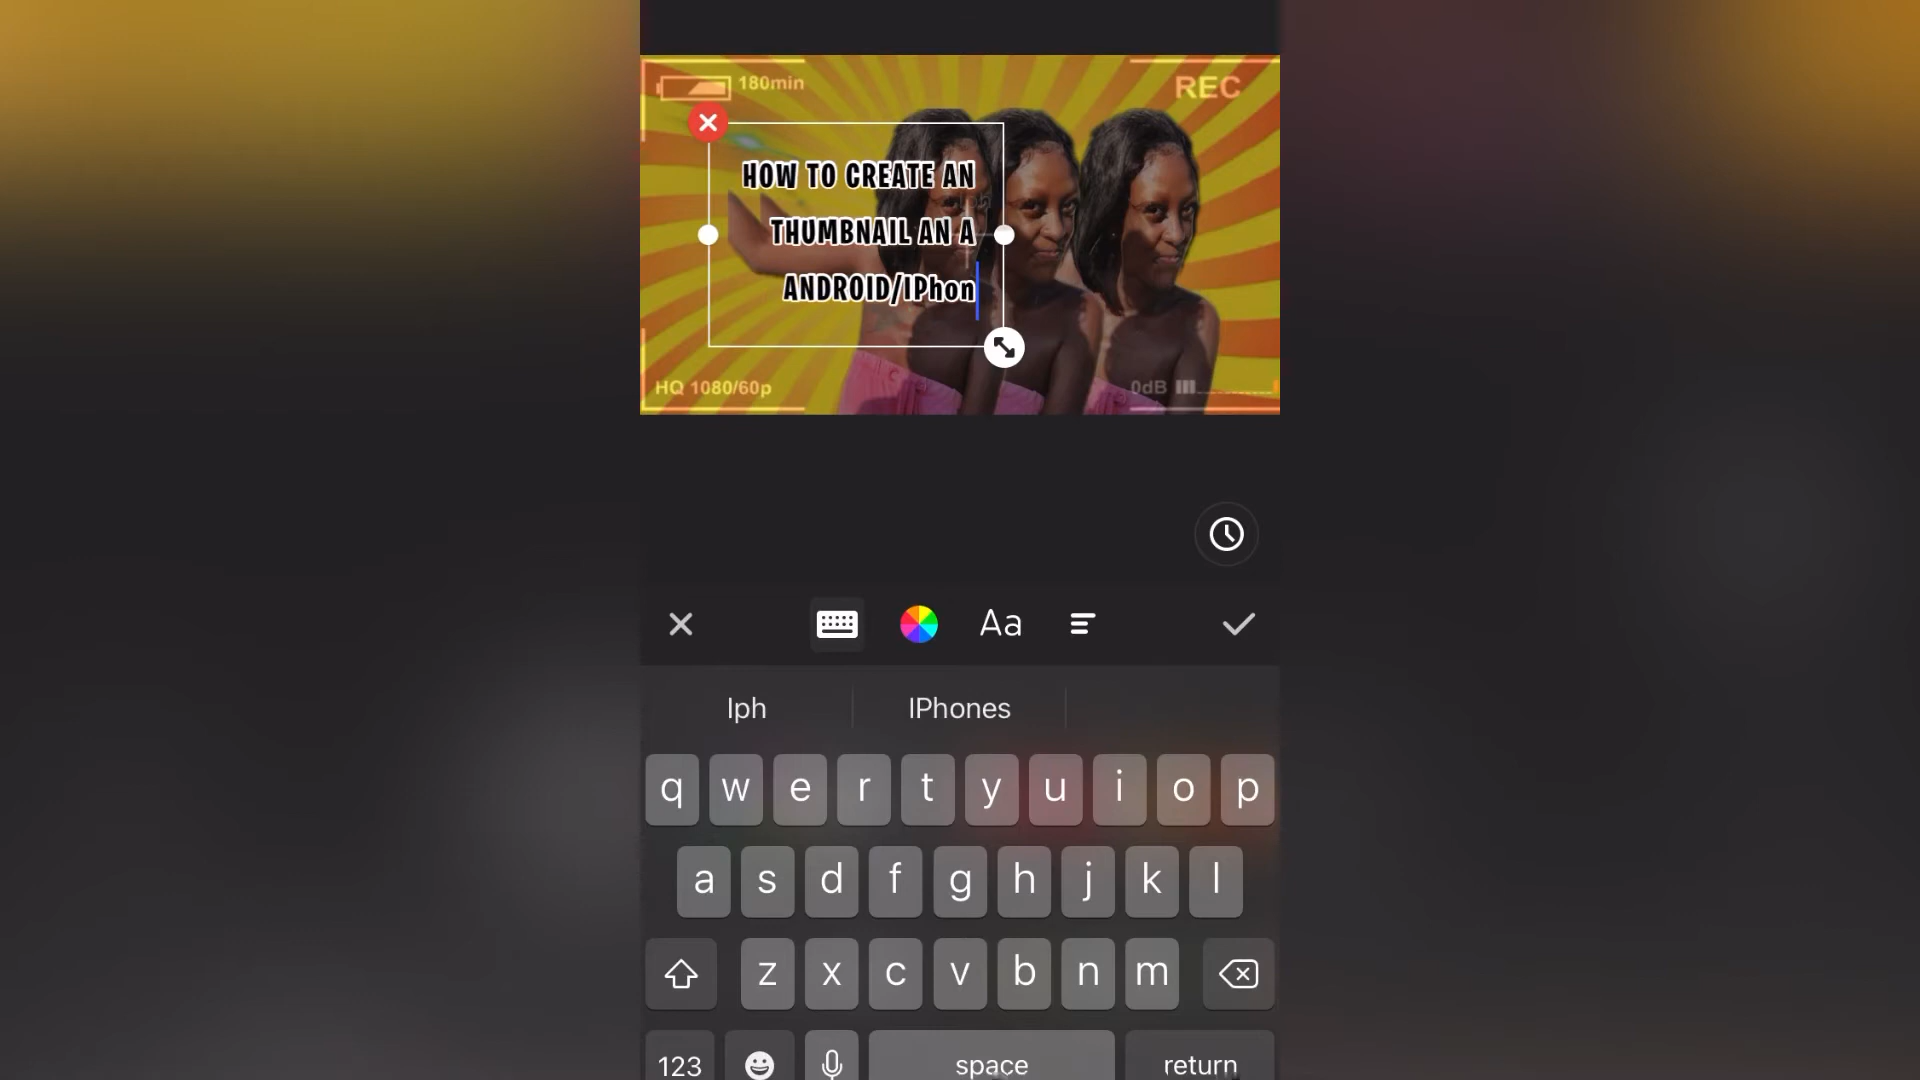 180min
REC
HOW TO CREATE AN
THUMBNAIL AN A
ANDROID/IPhon
HQ 1080/60p
0dB
Aa
Iph
IPhones
q w e r t y u i o p
a s d f g h j k l
z x c v b n m
123
space
return